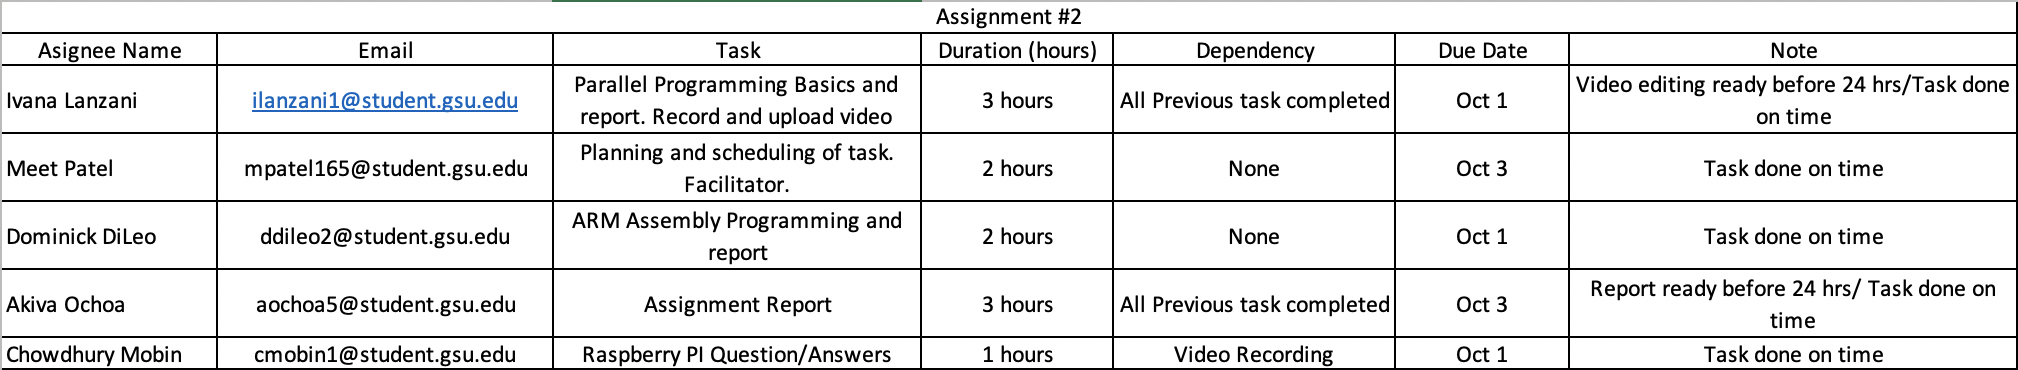 Assignment #2
Asignee Name Email Task Duration (hours) Dependency Due Date Note
Ivana Lanzani ilanzani1@student.gsu.edu Parallel Programming Basics and report. Record and upload video 3 hours All Previous task completed Oct 1 Video editing ready before 24 hrs/Task done on time
Meet Patel mpatel165@student.gsu.edu Planning and scheduling of task. Facilitator. 2 hours None Oct 3 Task done on time
Dominick DiLeo ddileo2@student.gsu.edu ARM Assembly Programming and report 2 hours None Oct 1 Task done on time
Akiva Ochoa aochoa5@student.gsu.edu Assignment Report 3 hours All Previous task completed Oct 3 Report ready before 24 hrs/ Task done on time
Chowdhury Mobin cmobin1@student.gsu.edu Raspberry PI Question/Answers 1 hours Video Recording Oct 1 Task done on time